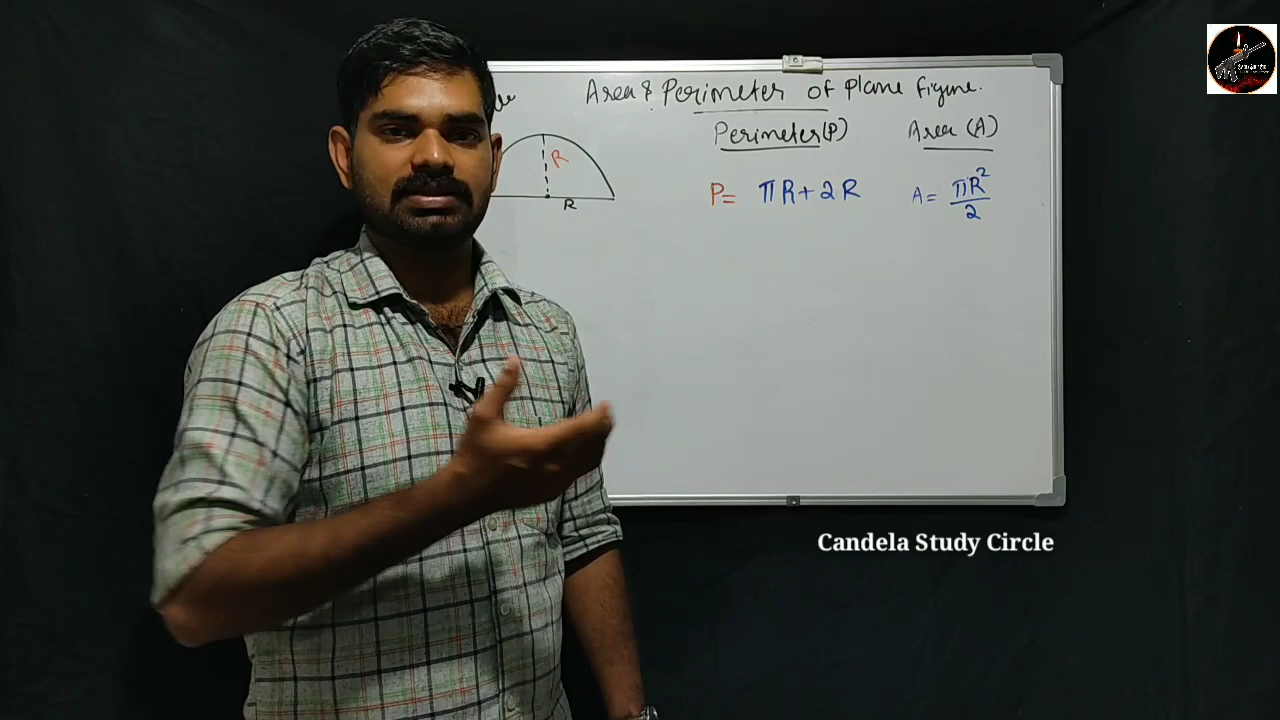 Area & Perimeter of Plane figure.
Perimeter(P) Area (A)
R
R
P= πR+2R A= πR²/2
Candela Study Circle